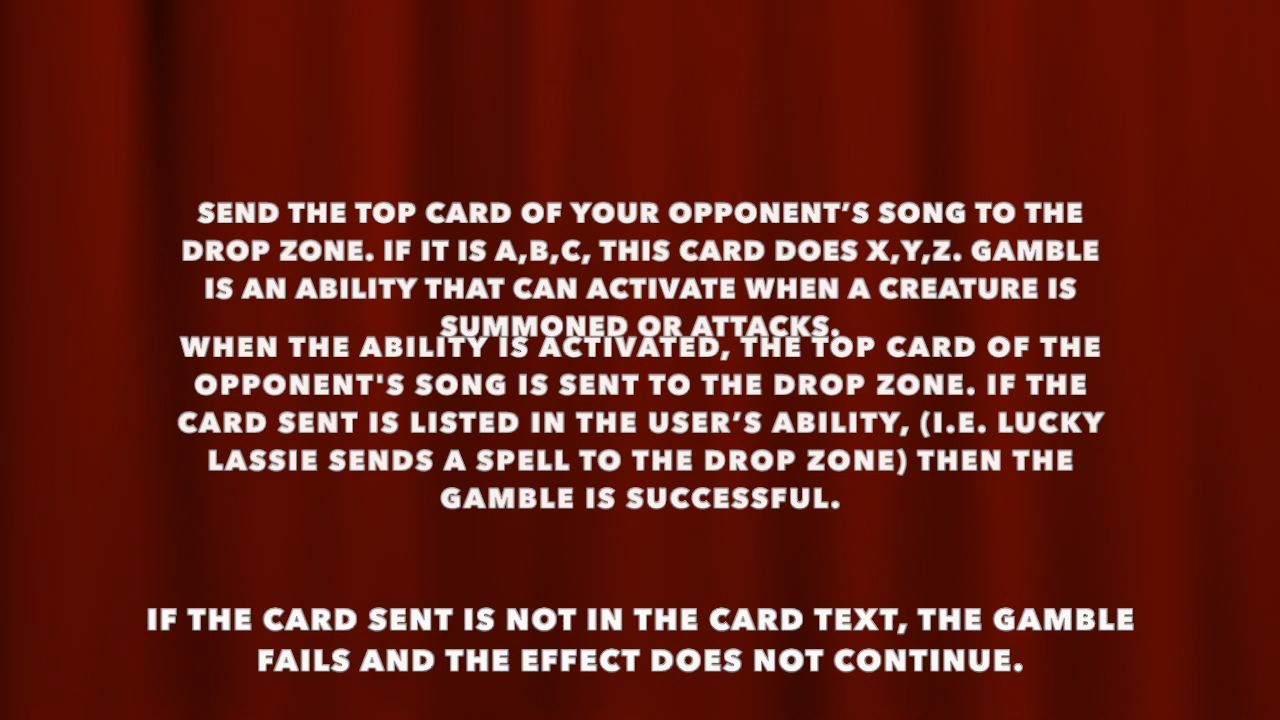 SEND THE TOP CARD OF YOUR OPPONENT’S SONG TO THE
DROP ZONE. IF IT IS A,B,C, THIS CARD DOES X,Y,Z. GAMBLE
IS AN ABILITY THAT CAN ACTIVATE WHEN A CREATURE IS
SUMMONED OR ATTACKS.
WHEN THE ABILITY IS ACTIVATED, THE TOP CARD OF THE
OPPONENT'S SONG IS SENT TO THE DROP ZONE. IF THE
CARD SENT IS LISTED IN THE USER’S ABILITY, (I.E. LUCKY
LASSIE SENDS A SPELL TO THE DROP ZONE) THEN THE
GAMBLE IS SUCCESSFUL.
IF THE CARD SENT IS NOT IN THE CARD TEXT, THE GAMBLE
FAILS AND THE EFFECT DOES NOT CONTINUE.